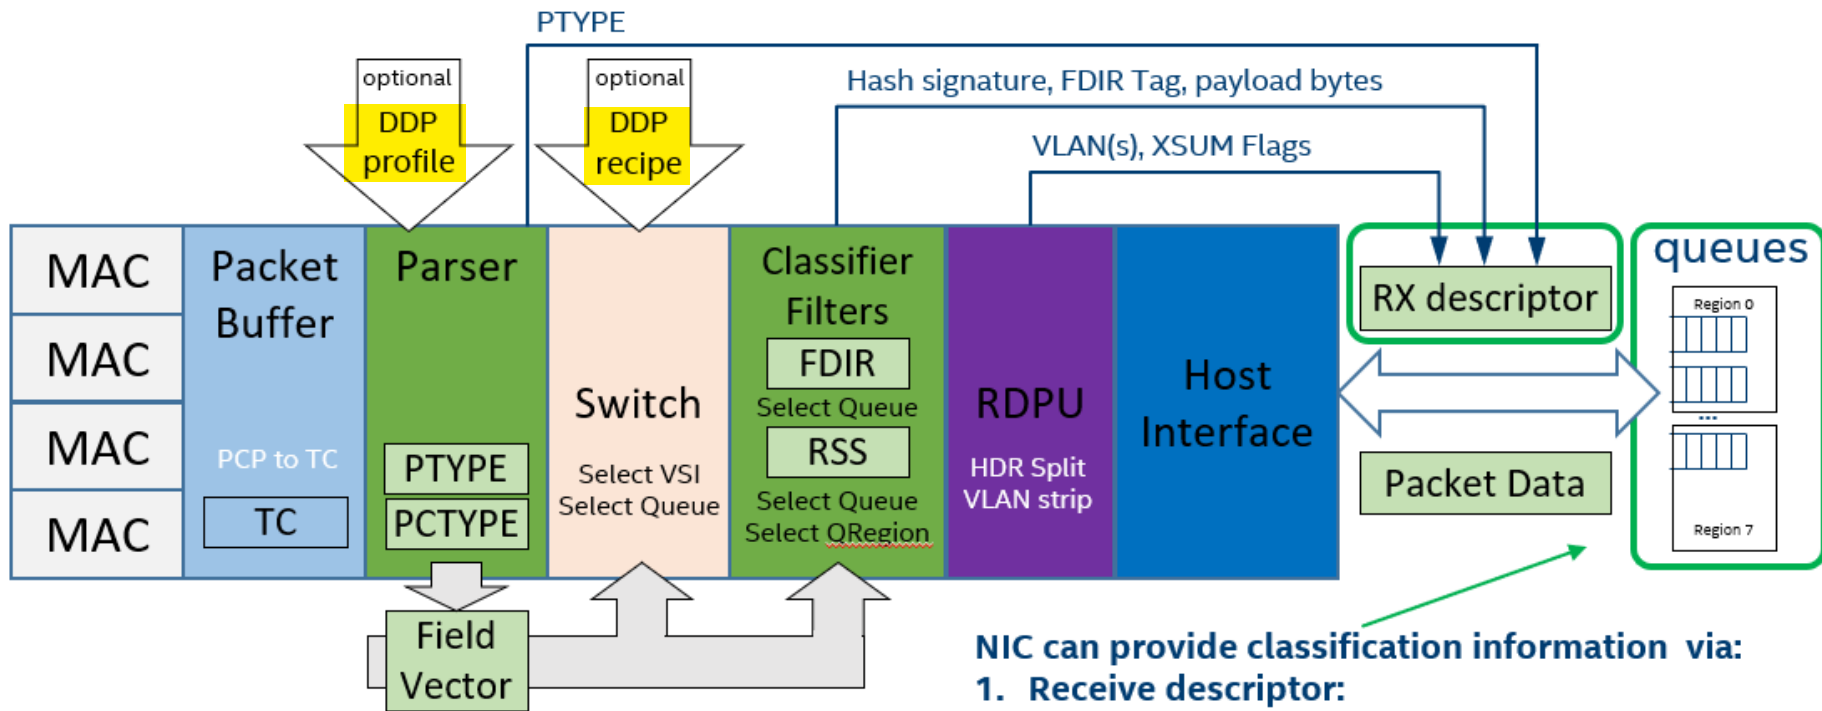 PTYPE
optional
DDP
profile
optional
DDP
recipe
Hash signature, FDIR Tag, payload bytes
VLAN(s), XSUM Flags
MAC
MAC
MAC
MAC
Packet
Buffer
PCP to TC
TC
Parser
PTYPE
PCTYPE
Switch
Select VSI
Select Queue
Classifier
Filters
FDIR
Select Queue
RSS
Select Queue
Select QRegion
RDPU
HDR Split
VLAN strip
Host
Interface
RX descriptor
Packet Data
queues
Region 0
...
Region 7
Field
Vector
NIC can provide classification information via:
1. Receive descriptor: